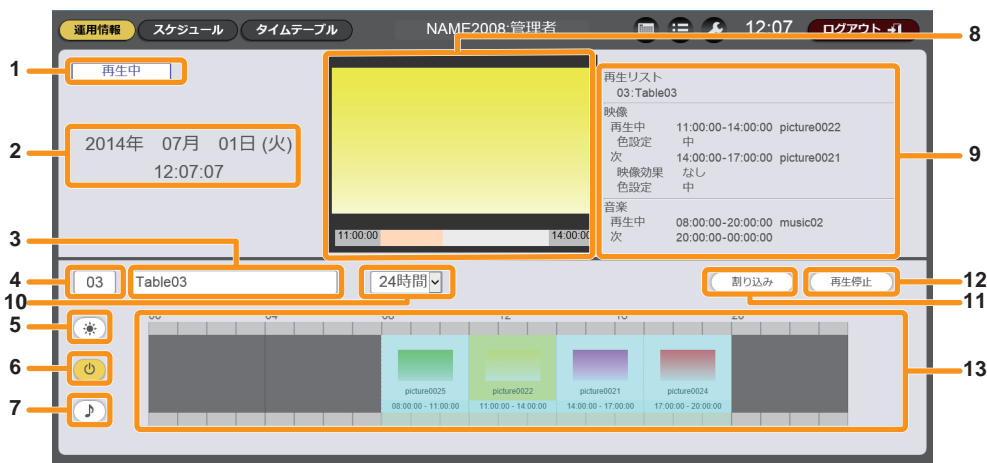 運用情報 スケジュール タイムテーブル NAME2008:管理者 12:07 ログアウト
8
1
再生中
再生リスト
03:Table03
映像
2
2014年 07月 01日 (火)
再生中 11:00:00-14:00:00 picture0022
色設定 中
9
12:07:07
次 14:00:00-17:00:00 picture0021
映像効果 なし
色設定 中
音楽
再生中 08:00:00-20:00:00 music02
次 20:00:00-00:00:00
3
11:00:00 14:00:00
4
03 Table03 24時間 割り込み 再生停止
12
10
11
5
00 04 08 12 16 20
6
13
picture0025 picture0022 picture0021 picture0024
7
08:00:00 - 11:00:00 11:00:00 - 14:00:00 14:00:00 - 17:00:00 17:00:00 - 20:00:00